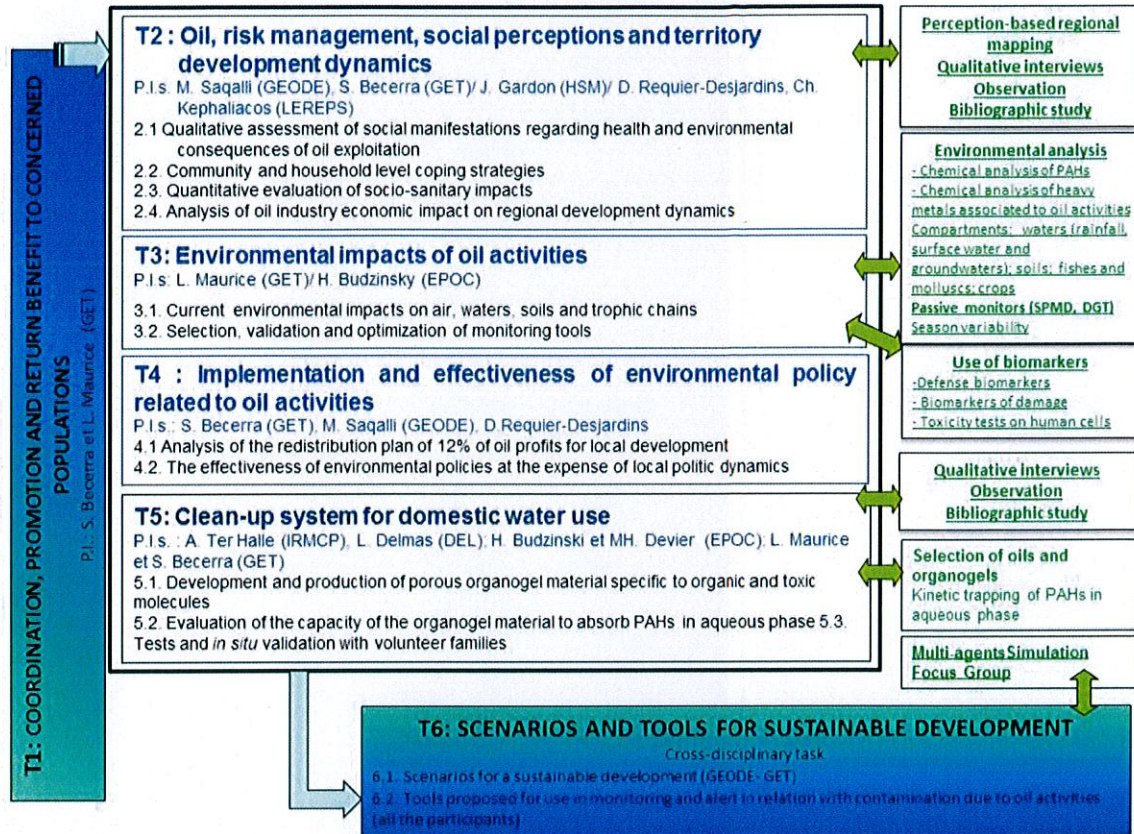 T1: COORDINATION, PROMOTION AND RETURN BENEFIT TO CONCERNED
POPULATIONS
P.I.: S. Becerra et L. Maurice (GET)
T2 : Oil, risk management, social perceptions and territory
development dynamics
P.I.s. M. Saqalli (GEODE), S. Becerra (GET)/ J. Gardon (HSM)/ D. Requier-Desjardins, Ch.
Kephaliacos (LEREPS)
2.1 Qualitative assessment of social manifestations regarding health and environmental
consequences of oil exploitation
2.2. Community and household level coping strategies
2.3. Quantitative evaluation of socio-sanitary impacts
2.4. Analysis of oil industry economic impact on regional development dynamics
T3: Environmental impacts of oil activities
P.I.s: L. Maurice (GET)/ H. Budzinsky (EPOC)
3.1. Current environmental impacts on air, waters, soils and trophic chains
3.2. Selection, validation and optimization of monitoring tools
T4 : Implementation and effectiveness of environmental policy
related to oil activities
P.I.s.: S. Becerra (GET), M. Saqalli (GEODE), D.Requier-Desjardins
4.1 Analysis of the redistribution plan of 12% of oil profits for local development
4.2. The effectiveness of environmental policies at the expense of local politic dynamics
T5: Clean-up system for domestic water use
P.I.s. : A. Ter Halle (IRMCP), L. Delmas (DEL); H. Budzinski et MH. Devier (EPOC); L. Maurice
et S. Becerra (GET)
5.1. Development and production of porous organogel material specific to organic and toxic
molecules
5.2. Evaluation of the capacity of the organogel material to absorb PAHs in aqueous phase 5.3.
Tests and in situ validation with volunteer families
Perception-based regional
mapping
Qualitative interviews
Observation
Bibliographic study
Environmental analysis
- Chemical analysis of PAHs
- Chemical analysis of heavy
metals associated to oil activities
Compartments: waters (rainfall,
surface water and
groundwaters); soils; fishes and
molluscs; crops
Passive monitors (SPMD, DGT)
Season variability
Use of biomarkers
-Defense biomarkers
- Biomarkers of damage
- Toxicity tests on human cells
Qualitative interviews
Observation
Bibliographic study
Selection of oils and
organogels
Kinetic trapping of PAHs in
aqueous phase
Multi-agents Simulation
Focus Group
T6: SCENARIOS AND TOOLS FOR SUSTAINABLE DEVELOPMENT
Cross-disciplinary task
6.1. Scenarios for a sustainable development (GEODE- GET)
6.2. Tools proposed for use in monitoring and alert in relation with contamination due to oil activities
(all the participants)